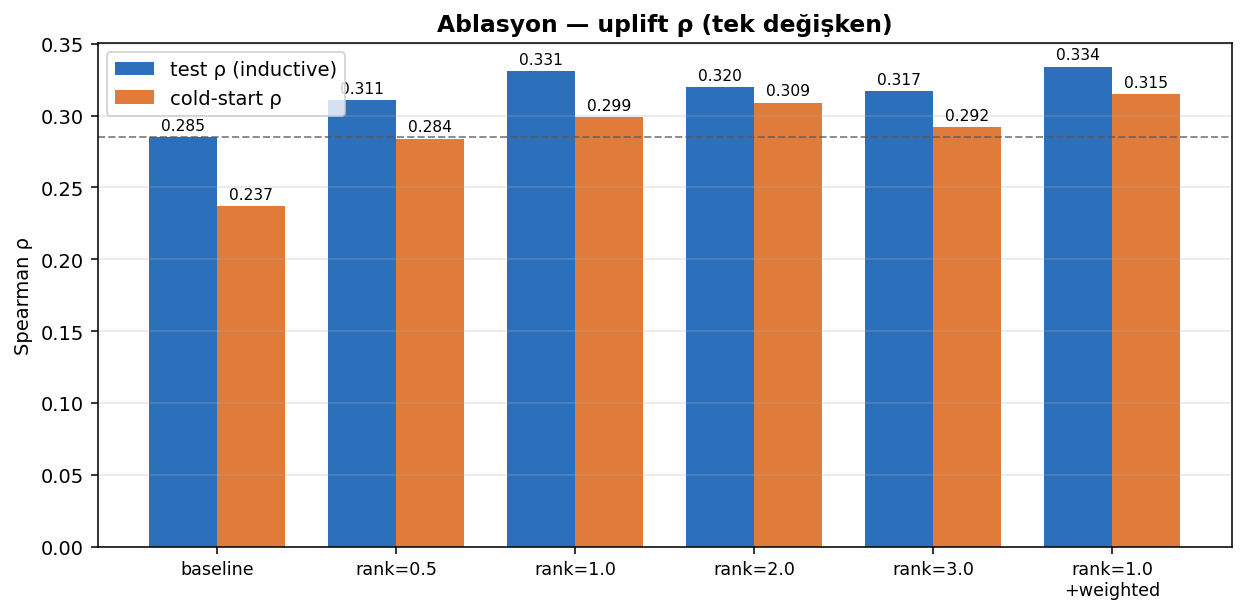 Ablasyon — uplift ρ (tek değişken)
test ρ (inductive)
cold-start ρ
Spearman ρ
0.35
0.30
0.25
0.20
0.15
0.10
0.05
0.00
0.285
0.237
0.311
0.284
0.331
0.299
0.320
0.309
0.317
0.292
0.334
0.315
baseline
rank=0.5
rank=1.0
rank=2.0
rank=3.0
rank=1.0
+weighted